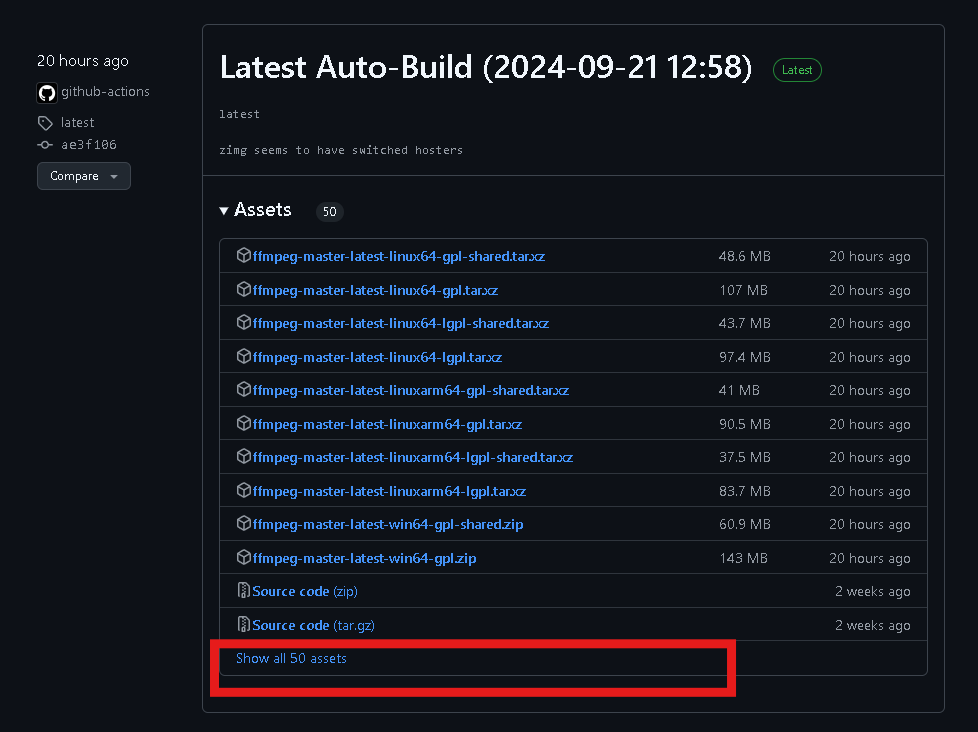 20 hours ago
github-actions
latest
ae3f106
Compare
Latest Auto-Build (2024-09-21 12:58) Latest
latest
zimg seems to have switched hosters
Assets 50
ffmpeg-master-latest-linux64-gpl-shared.tar.xz 48.6 MB 20 hours ago
ffmpeg-master-latest-linux64-gpl.tar.xz 107 MB 20 hours ago
ffmpeg-master-latest-linux64-lgpl-shared.tar.xz 43.7 MB 20 hours ago
ffmpeg-master-latest-linux64-lgpl.tar.xz 97.4 MB 20 hours ago
ffmpeg-master-latest-linuxarm64-gpl-shared.tar.xz 41 MB 20 hours ago
ffmpeg-master-latest-linuxarm64-gpl.tar.xz 90.5 MB 20 hours ago
ffmpeg-master-latest-linuxarm64-lgpl-shared.tar.xz 37.5 MB 20 hours ago
ffmpeg-master-latest-linuxarm64-lgpl.tar.xz 83.7 MB 20 hours ago
ffmpeg-master-latest-win64-gpl-shared.zip 60.9 MB 20 hours ago
ffmpeg-master-latest-win64-gpl.zip 143 MB 20 hours ago
Source code (zip) 2 weeks ago
Source code (tar.gz) 2 weeks ago
Show all 50 assets